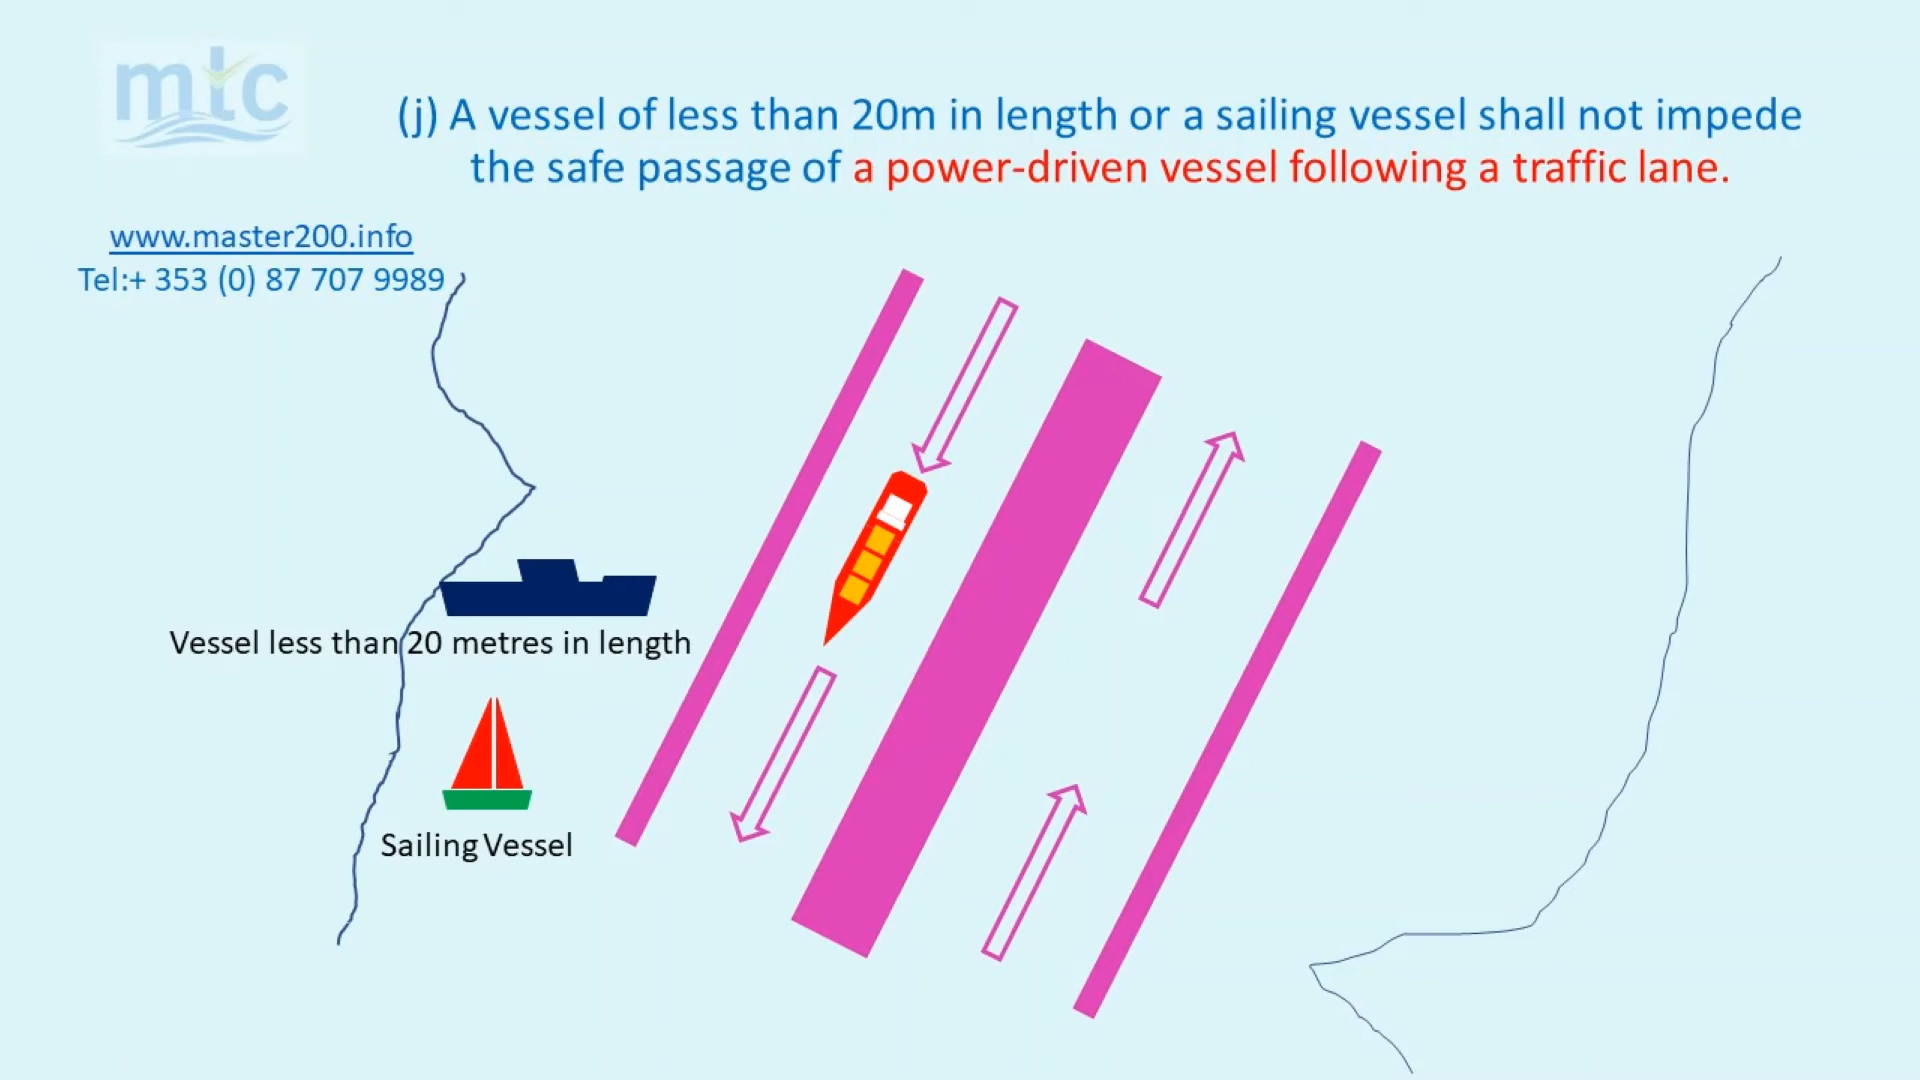 mtc
(j) A vessel of less than 20m in length or a sailing vessel shall not impede
the safe passage of a power-driven vessel following a traffic lane.
www.master200.info
Tel:+ 353 (0) 87 707 9989
Vessel less than 20 metres in length
Sailing Vessel